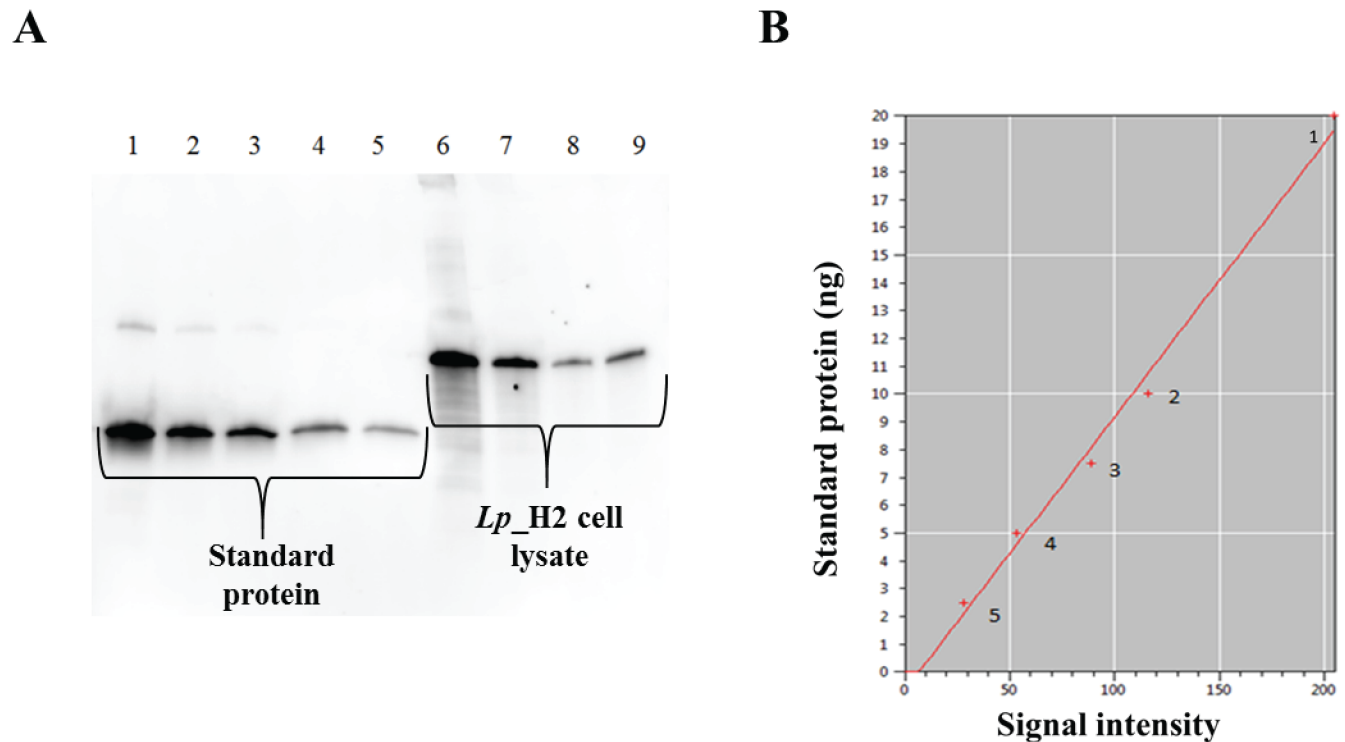 A
1 2 3 4 5 6 7 8 9
Standard
protein
Lp_H2 cell
lysate
B
Standard protein (ng)
20
19
18
17
16
15
14
13
12
11
10
9
8
7
6
5
4
3
2
1
0
1
2
3
4
5
0 50 100 150 200
Signal intensity